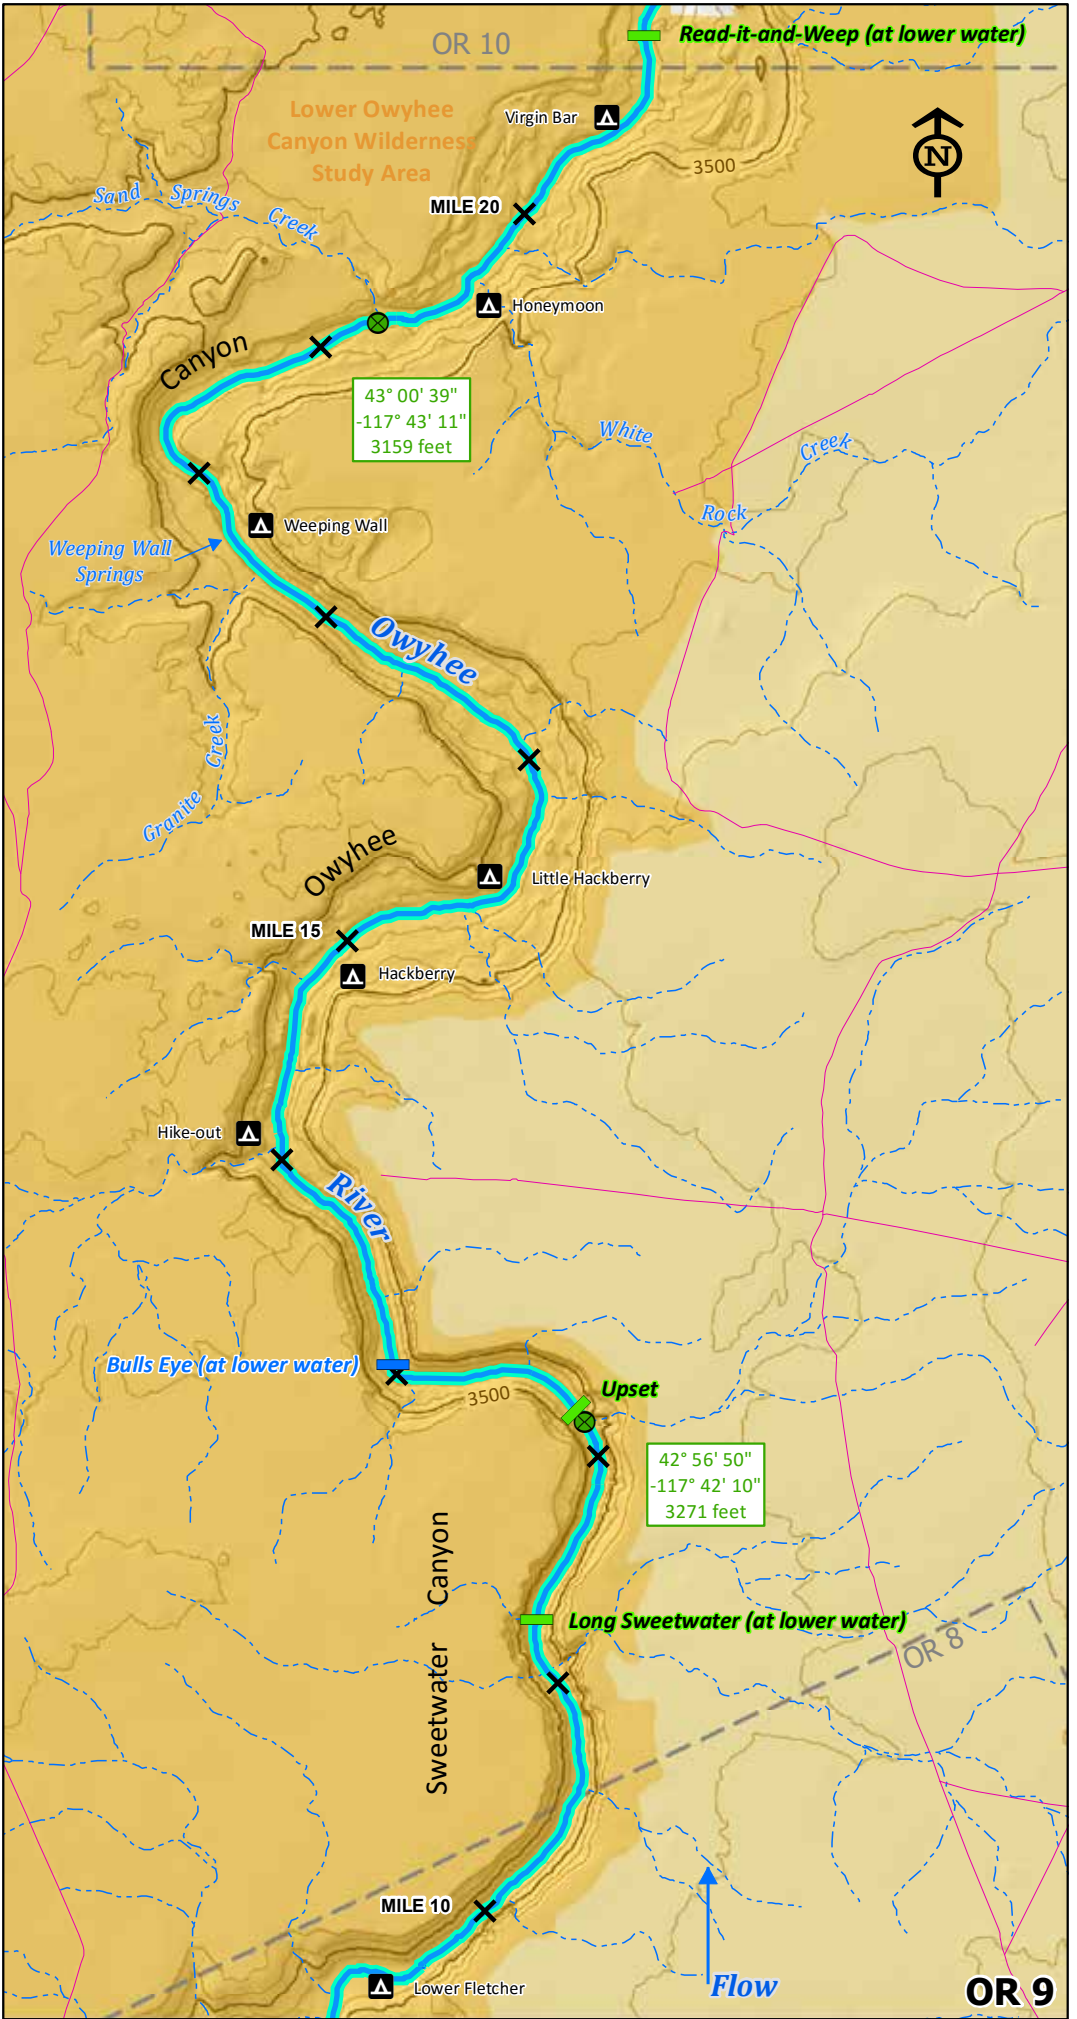 OR 10
Read-it-and-Weep (at lower water)
Lower Owyhee
Canyon Wilderness
Study Area
Virgin Bar
N
3500
Sand Springs Creek
MILE 20
Honeymoon
Canyon
43° 00' 39"
-117° 43' 11"
3159 feet
White Rock Creek
Weeping Wall
Weeping Wall
Springs
Owyhee
Granite Creek
Owyhee
Little Hackberry
MILE 15
Hackberry
Hike-out
River
Bulls Eye (at lower water)
3500
Upset
42° 56' 50"
-117° 42' 10"
3271 feet
Sweetwater Canyon
Long Sweetwater (at lower water)
OR 8
MILE 10
Lower Fletcher
Flow
OR 9